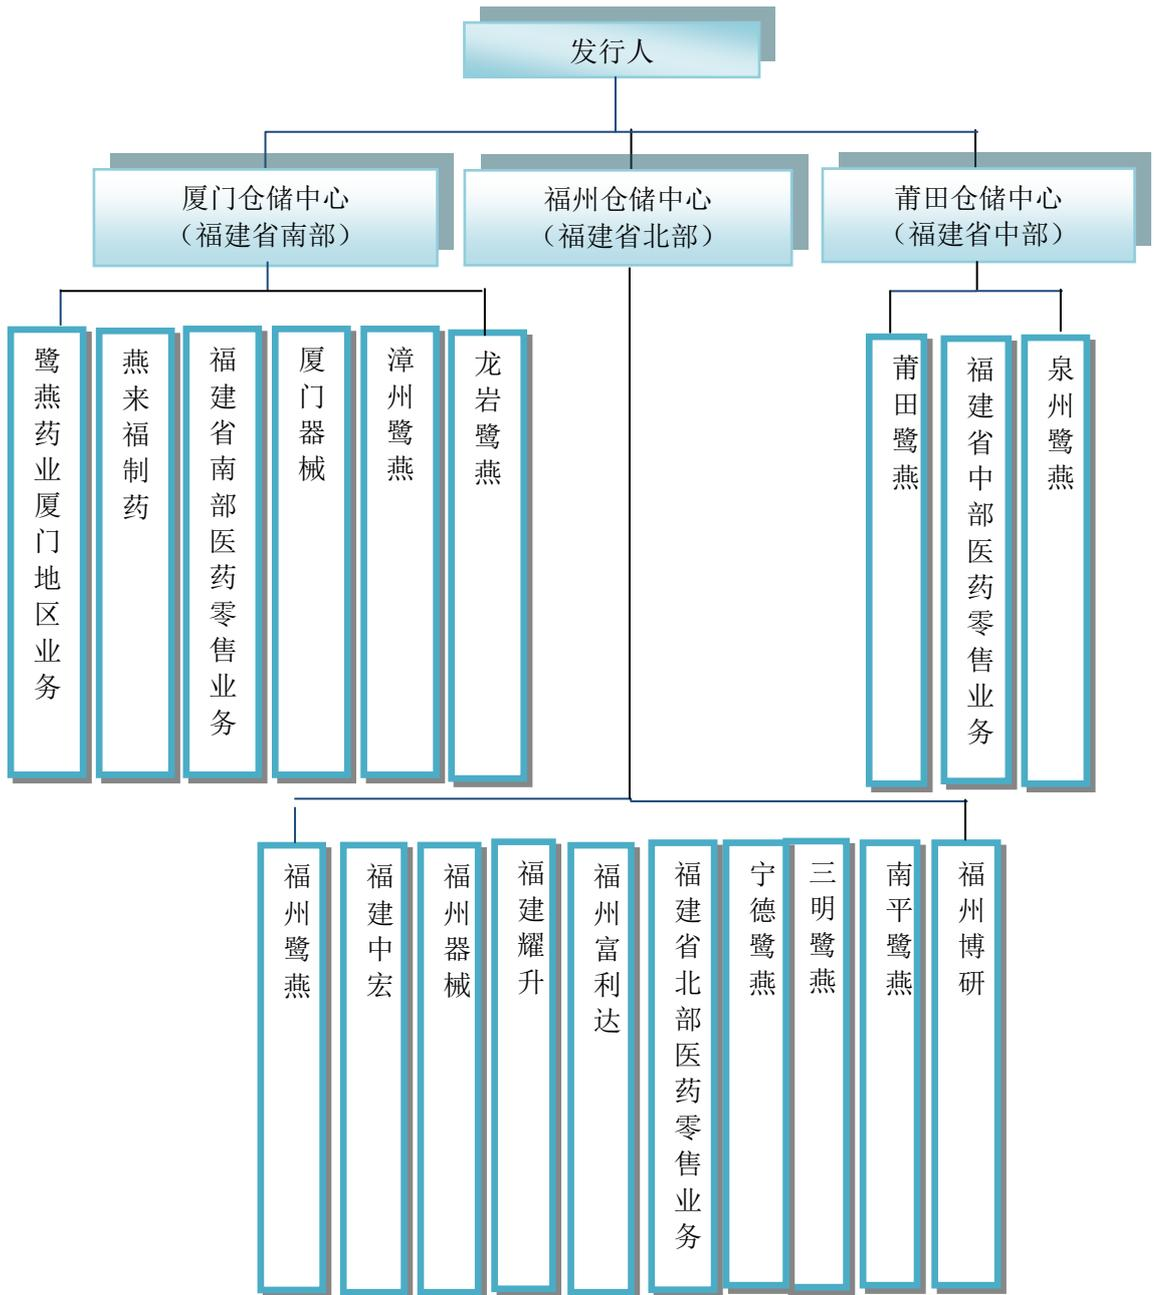 发行人
厦门仓储中心
（福建省南部）
福州仓储中心
（福建省北部）
莆田仓储中心
（福建省中部）
鹭燕药业厦门地区业务
燕来福制药
福建省南部医药零售业务
厦门器械
漳州鹭燕
龙岩鹭燕
莆田鹭燕
福建省中部医药零售业务
泉州鹭燕
福州鹭燕
福建中宏
福州器械
福建耀升
福州富利达
福建省北部医药零售业务
宁德鹭燕
三明鹭燕
南平鹭燕
福州博研